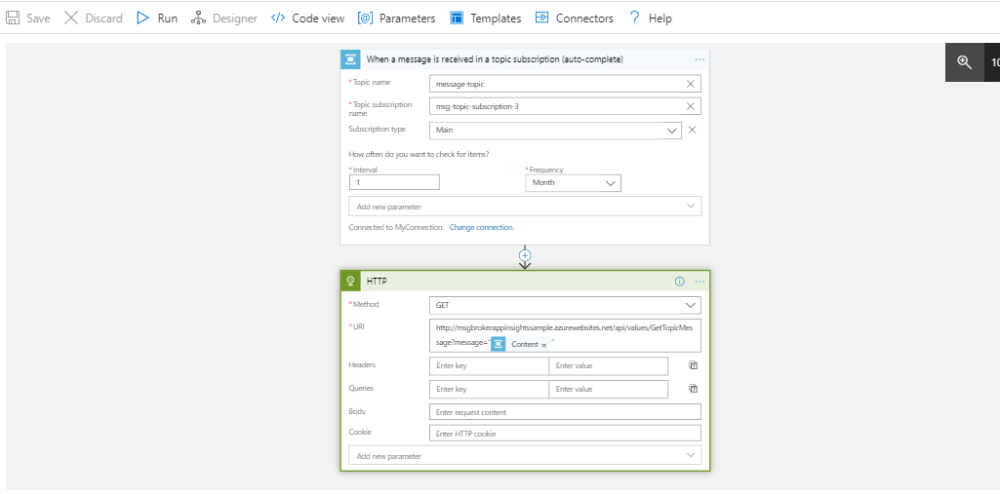 Save Discard Run Designer Code view Parameters Templates Connectors Help
When a message is received in a topic subscription (auto-complete)
* Topic name message-topic
* Topic subscription name msg-topic-subscription-3
Subscription type Main
How often do you want to check for items?
* Interval * Frequency
1 Month
Add new parameter
Connected to MyConnection. Change connection.
HTTP
* Method GET
* URI http://msgbrokerappinsightssample.azurewebsites.net/api/values/GetTopicMes
sage?message=" Content × "
Headers Enter key Enter value
Queries Enter key Enter value
Body Enter request content
Cookie Enter HTTP cookie
Add new parameter